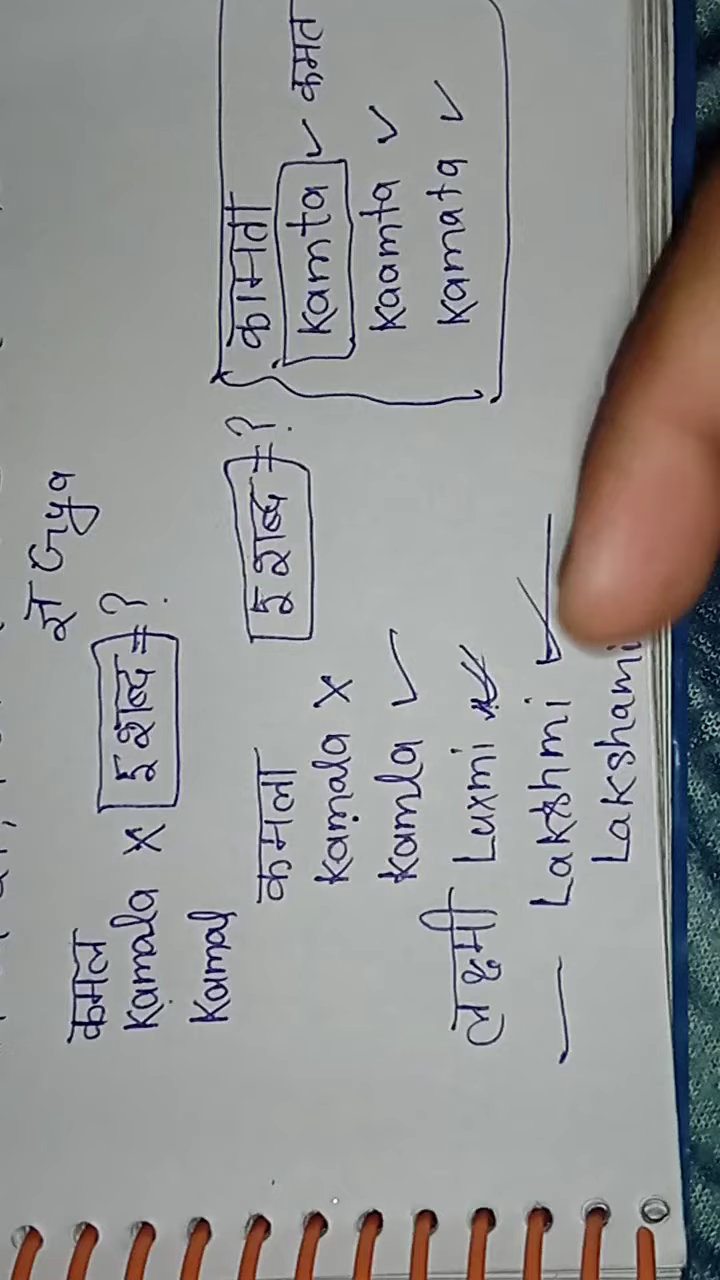 ज्ञ Gya
कमल
Kamala × 5 शब्द = ?
Kamal
कमला 5 शब्द = ?
Kamala ×
Kamla ✓
लक्ष्मी Luxmi
— Lakshmi ✓
Lakshami
कामता
Kamta ✓ कमत
Kaamta ✓
Kamata ✓